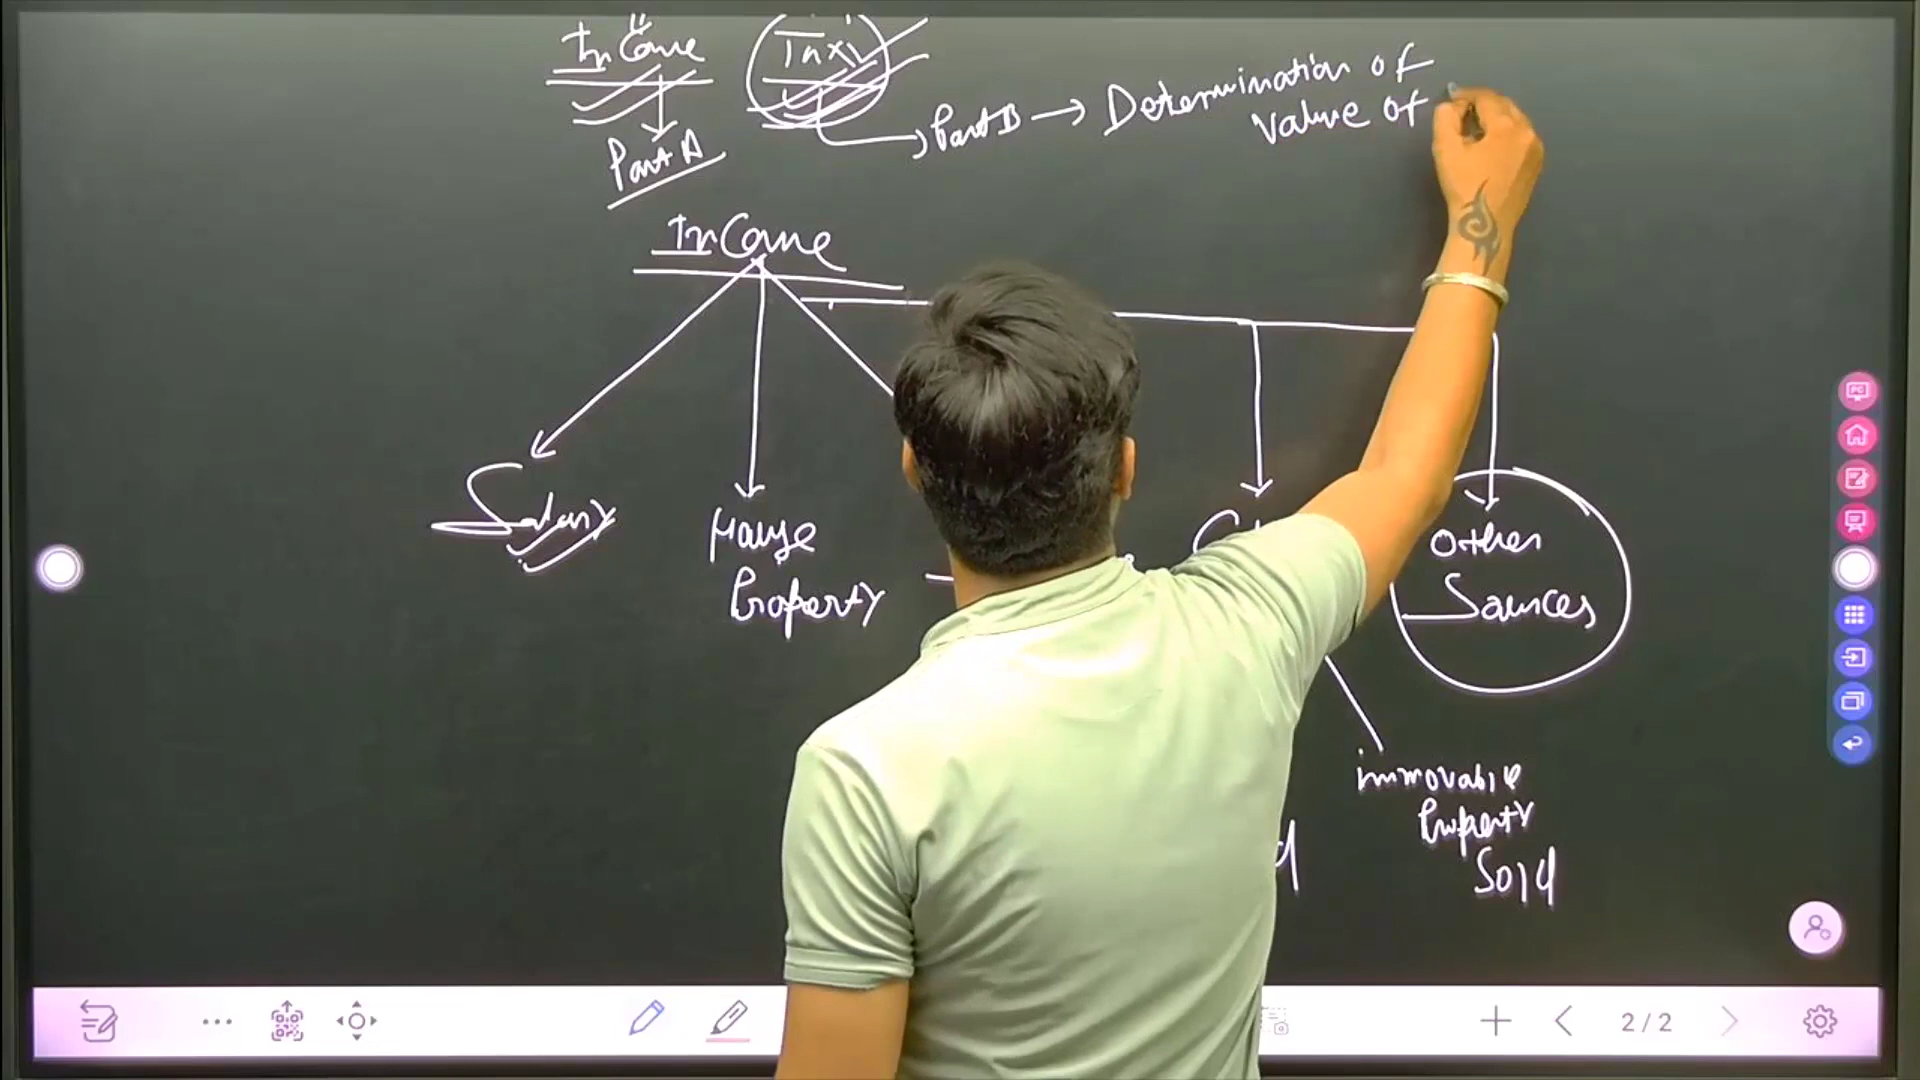 Income Tax
Part A
Part B → Determination of
value of
Income
Salary
House
Property
Other
Sources
immovable
Property
Sold
2/2
PC